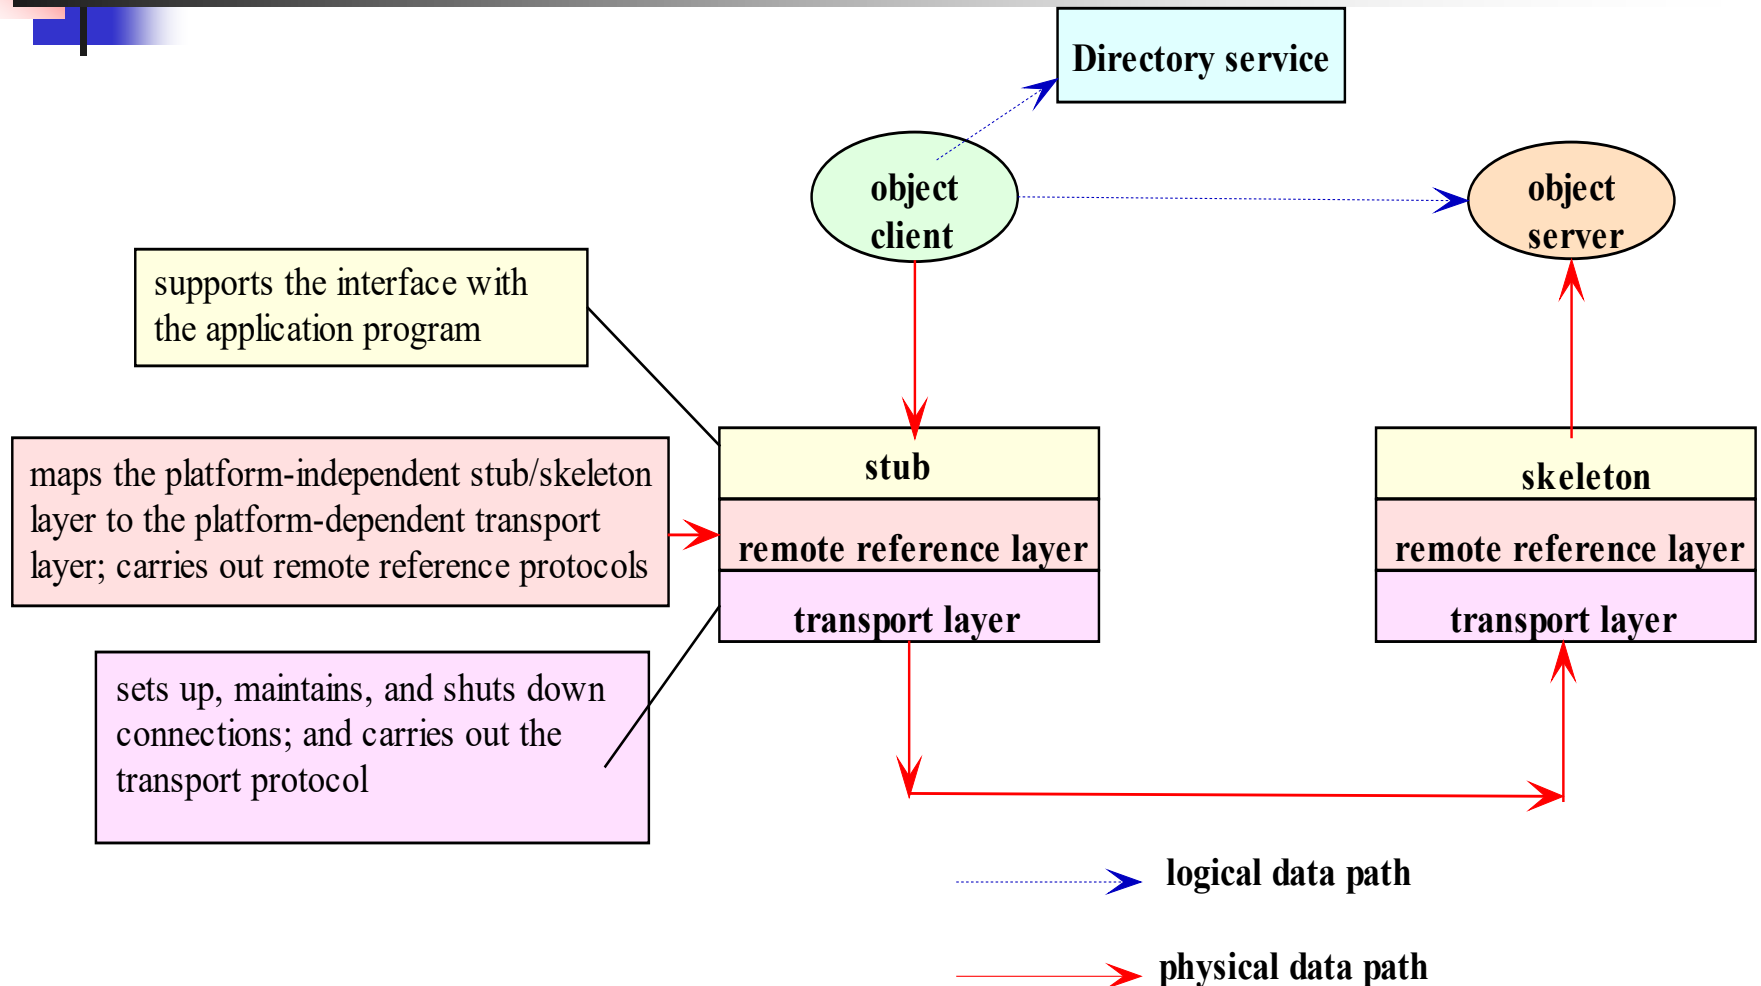 Directory service
object
client
object
server
supports the interface with
the application program
maps the platform-independent stub/skeleton
layer to the platform-dependent transport
layer; carries out remote reference protocols
sets up, maintains, and shuts down
connections; and carries out the
transport protocol
stub
remote reference layer
transport layer
skeleton
remote reference layer
transport layer
logical data path
physical data path